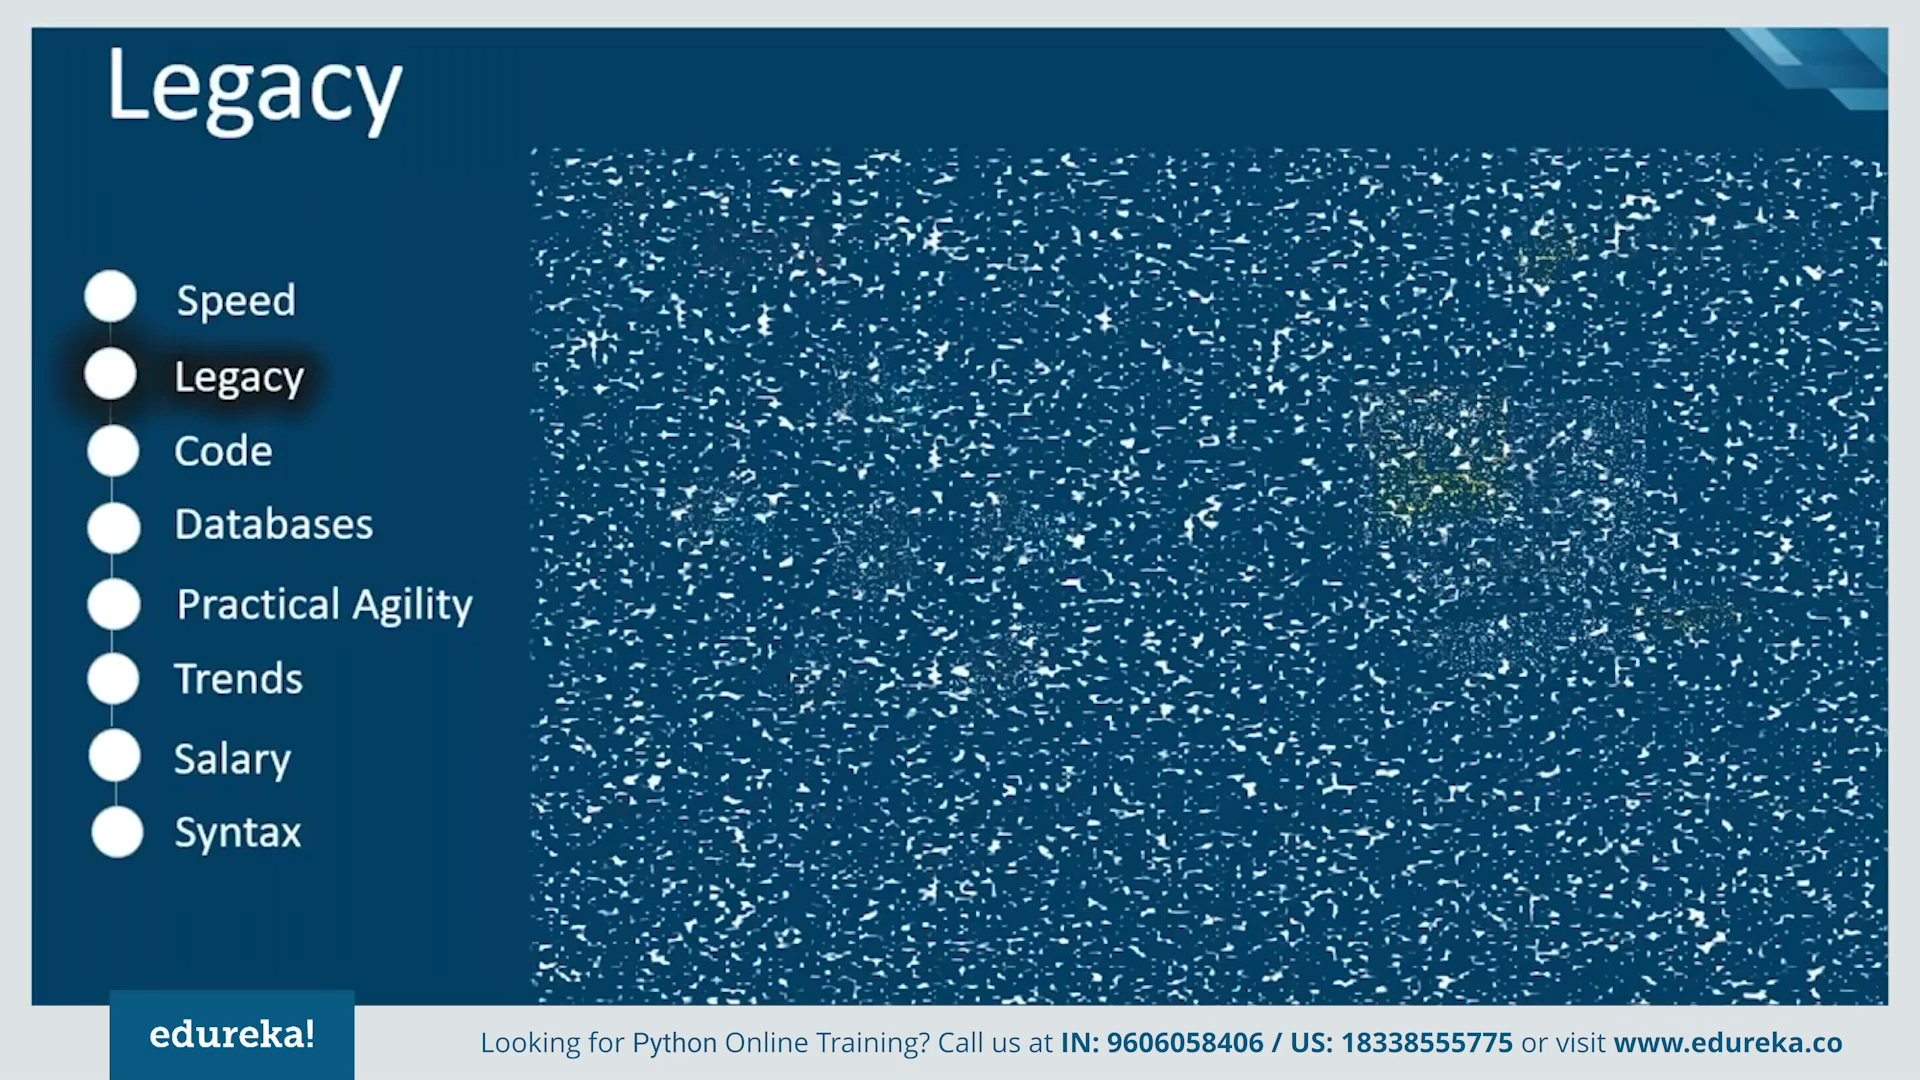 Legacy
Speed
Legacy
Code
Databases
Practical Agility
Trends
Salary
Syntax
edureka!
Looking for Python Online Training? Call us at IN: 9606058406 / US: 18338555775 or visit www.edureka.co